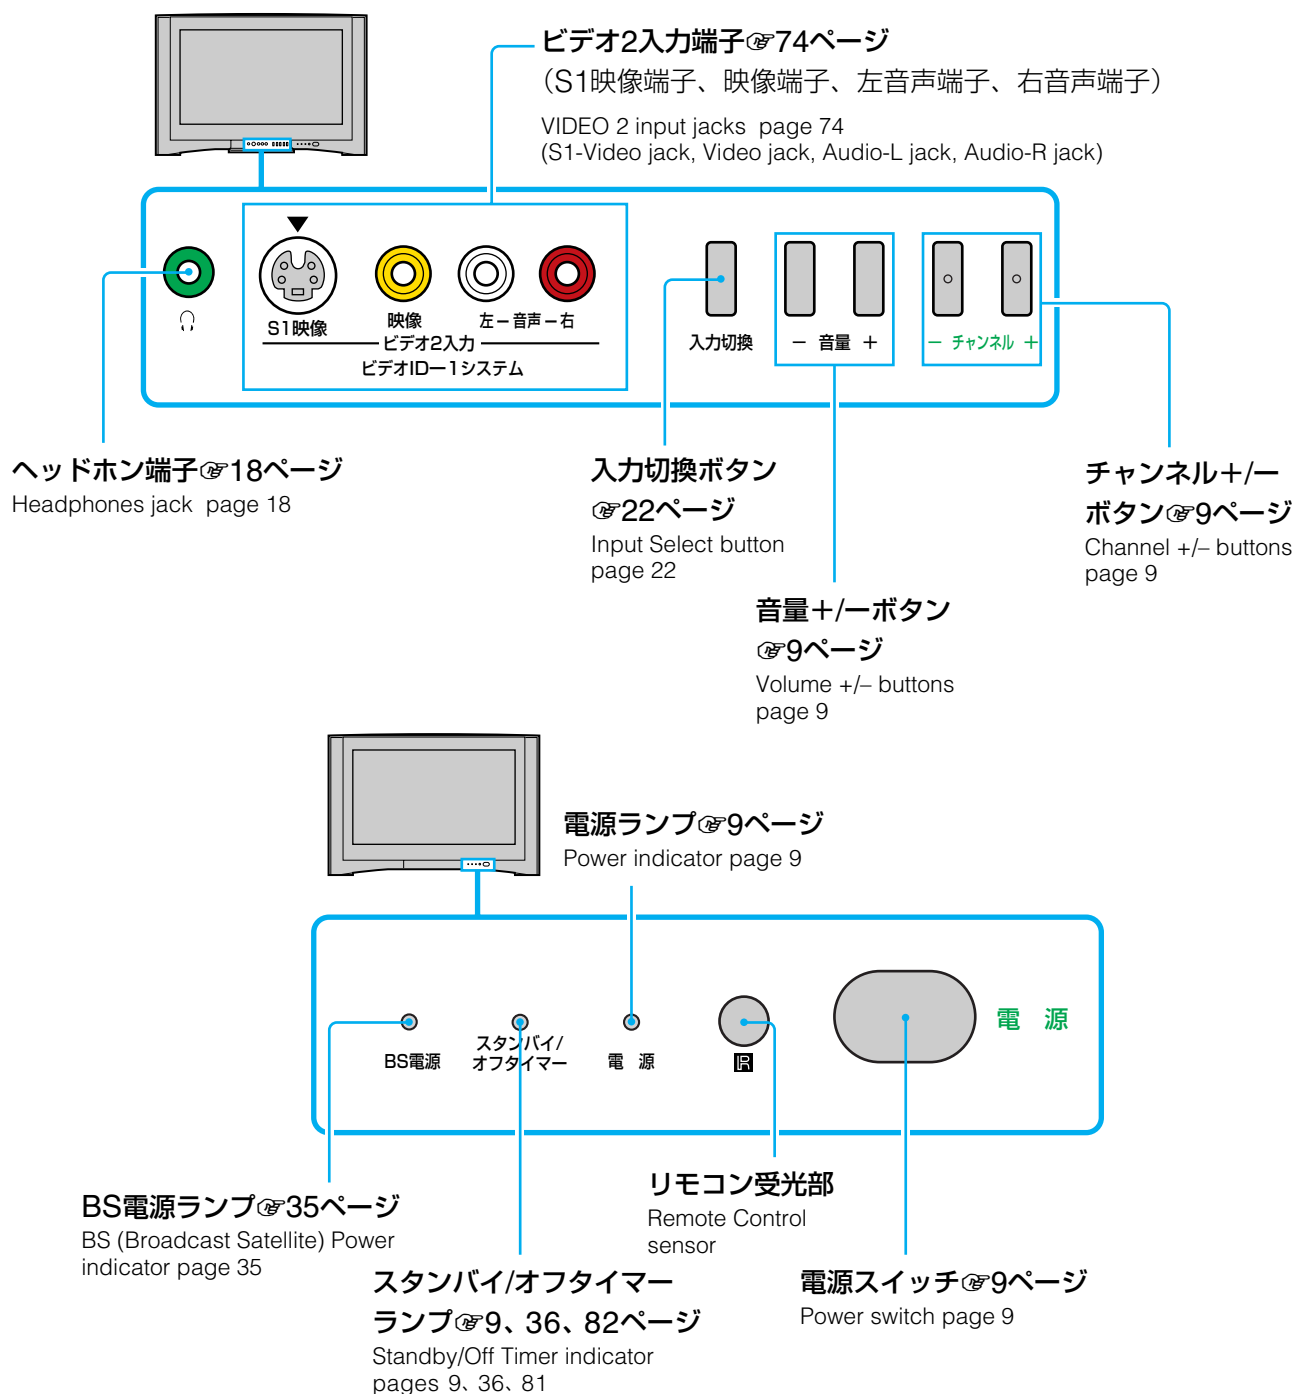 ビデオ2入力端子☞74ページ
（S1映像端子、映像端子、左音声端子、右音声端子）
VIDEO 2 input jacks page 74
(S1-Video jack, Video jack, Audio-L jack, Audio-R jack)
S1映像
映像
左－音声－右
ビデオ2入力
ビデオID－1システム
入力切換
－ 音量 ＋
－ チャンネル ＋
ヘッドホン端子☞18ページ
Headphones jack page 18
入力切換ボタン
☞22ページ
Input Select button
page 22
チャンネル＋/－
ボタン☞9ページ
Channel +/– buttons
page 9
音量＋/－ボタン
☞9ページ
Volume +/– buttons
page 9
電源ランプ☞9ページ
Power indicator page 9
BS電源
スタンバイ/
オフタイマー
電 源
R
電 源
BS電源ランプ☞35ページ
BS (Broadcast Satellite) Power
indicator page 35
スタンバイ/オフタイマー
ランプ☞9、36、82ページ
Standby/Off Timer indicator
pages 9、36、81
リモコン受光部
Remote Control
sensor
電源スイッチ☞9ページ
Power switch page 9